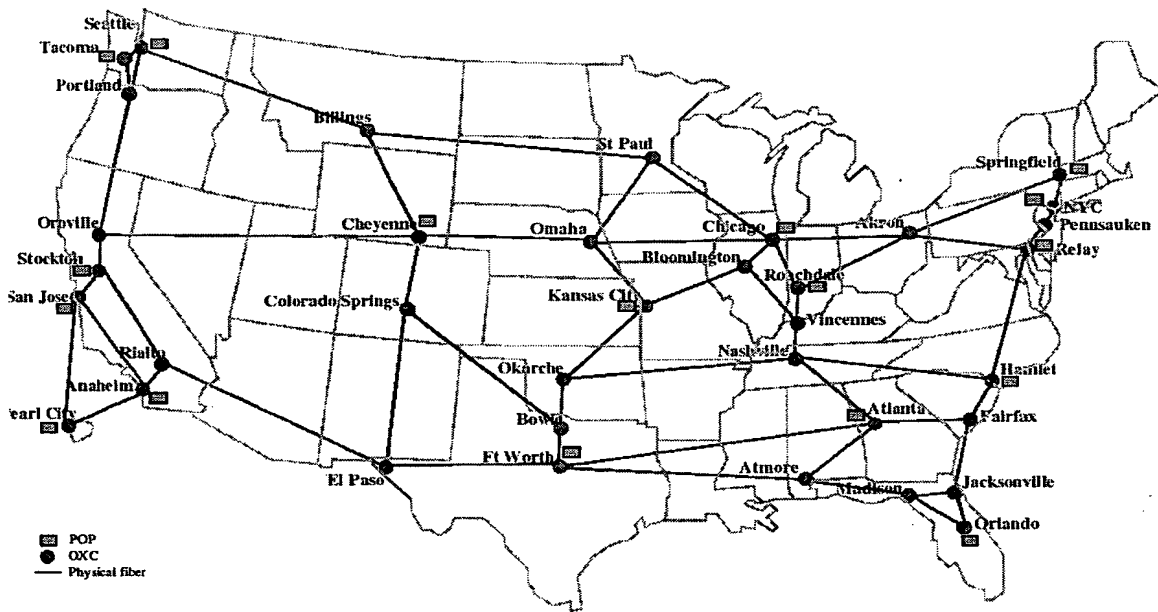 Seattle
Tacoma
Portland
Billings
St Paul
Springfield
NYC
Pennsauken
Relay
Oroville
Cheyenn
Omaha
Chicago
Akron
Stockton
Bloomington
Roachdale
San Jose
Colorado Springs
Kansas City
Vincennes
Rialto
Nashville
Anaheim
Okarche
Hamlet
Pearl City
Bowie
Atlanta
Fairfax
Ft Worth
El Paso
Atmore
Madison
Jacksonville
Orlando
POP
OXC
Physical fiber